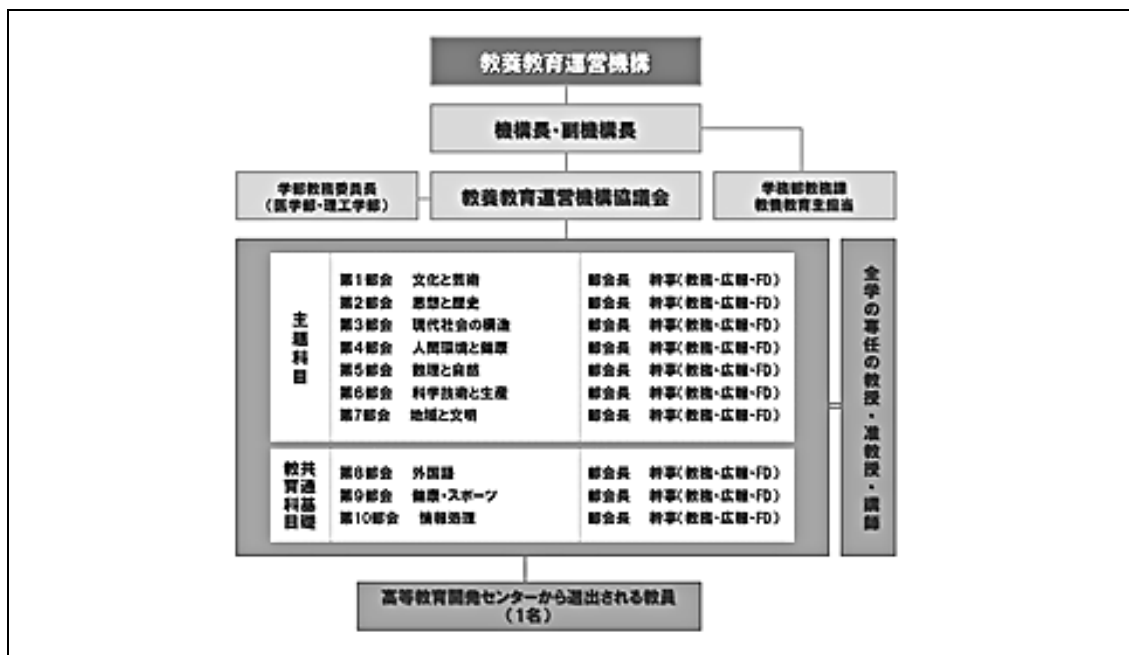 教養教育運営機構
機構長・副機構長
学部教務委員長
（医学部・理工学部）
教養教育運営機構協議会
学務部教務課
教養教育主担当
主題科目
第1部会 文化と芸術 部会長 幹事（教務・広報・FD）
第2部会 思想と歴史 部会長 幹事（教務・広報・FD）
第3部会 現代社会の構造 部会長 幹事（教務・広報・FD）
第4部会 人間環境と健康 部会長 幹事（教務・広報・FD）
第5部会 数理と自然 部会長 幹事（教務・広報・FD）
第6部会 科学技術と生産 部会長 幹事（教務・広報・FD）
第7部会 地域と文明 部会長 幹事（教務・広報・FD）
共通基礎
教育科目
第8部会 外国語 部会長 幹事（教務・広報・FD）
第9部会 健康・スポーツ 部会長 幹事（教務・広報・FD）
第10部会 情報処理 部会長 幹事（教務・広報・FD）
全学の専任の教授・准教授・講師
高等教育開発センターから選出される教員
（1名）